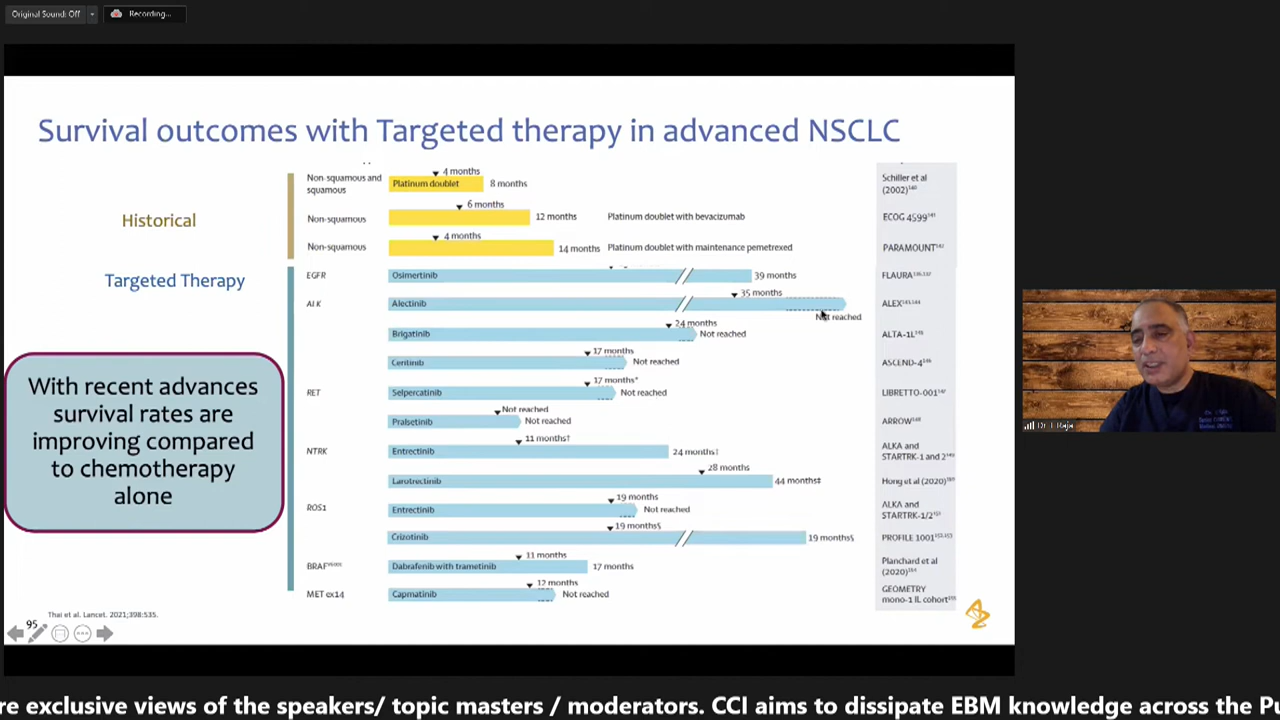 Original Sound: Off
Recording...
Survival outcomes with Targeted therapy in advanced NSCLC
Historical
Targeted Therapy
With recent advances
survival rates are
improving compared
to chemotherapy
alone
Non-squamous and
squamous
4 months
Platinum doublet
8 months
Schiller et al
(2002)
Non-squamous
6 months
12 months
Platinum doublet with bevacizumab
ECOG 4599
Non-squamous
4 months
14 months
Platinum doublet with maintenance pemetrexed
PARAMOUNT
EGFR
Osimertinib
39 months
FLAURA
ALK
Alectinib
35 months
Not reached
ALEX
Brigatinib
24 months
Not reached
ALTA-1L
Ceritinib
17 months
Not reached
ASCEND-4
RET
Selpercatinib
17 months*
Not reached
LIBRETTO-001
Pralsetinib
Not reached
Not reached
ARROW
NTRK
Entrectinib
11 months†
24 months†
ALKA and
STARTRK-1 and 2
Larotrectinib
28 months
44 months‡
Hong et al (2020)
ROS1
Entrectinib
19 months
Not reached
ALKA and
STARTRK-1/2
Crizotinib
19 months§
19 months§
PROFILE 1001
BRAF
Dabrafenib with trametinib
11 months
17 months
Planchard et al
(2020)
MET ex14
Capmatinib
12 months
Not reached
GEOMETRY
mono-1 IL cohort
Thai et al. Lancet. 2021;398:535.
95
re exclusive views of the speakers/ topic masters / moderators. CCI aims to dissipate EBM knowledge across the Pu